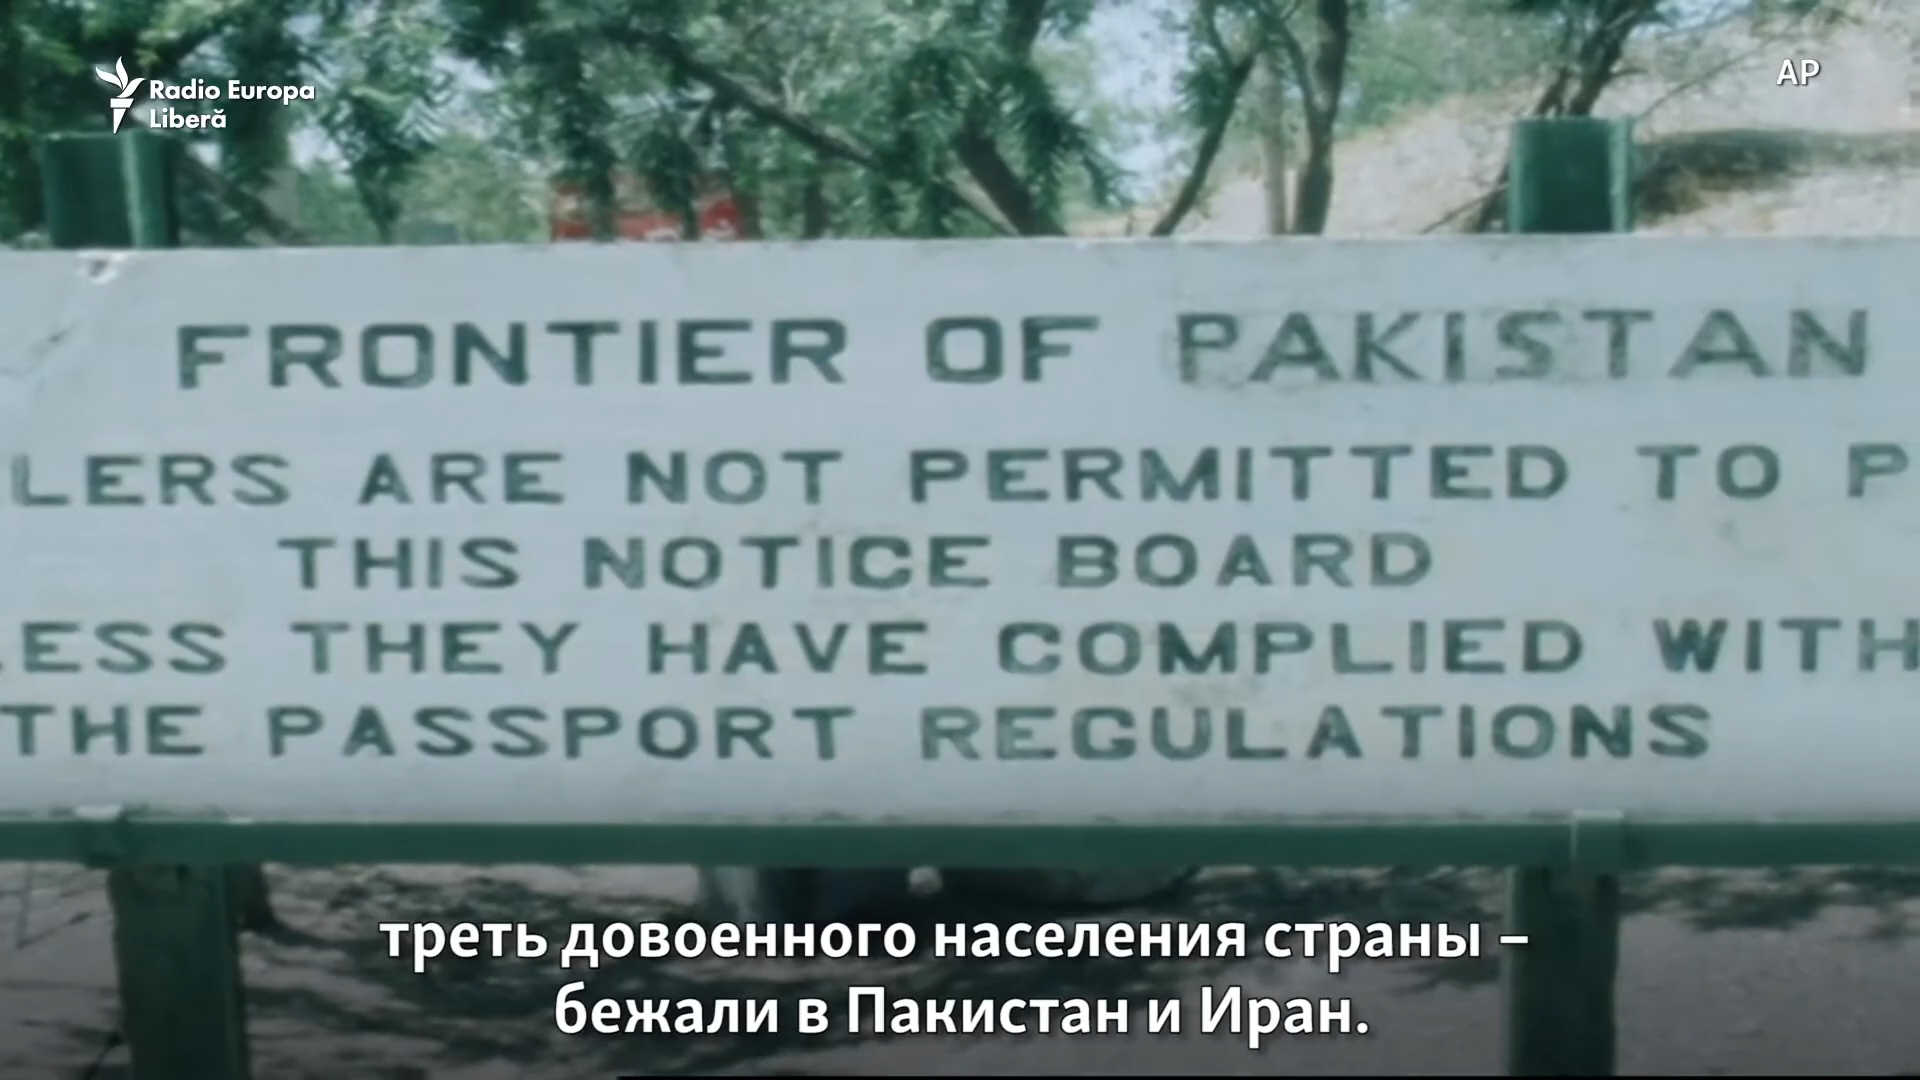 Radio Europa
Liberă
AP
FRONTIER OF PAKISTAN
LERS ARE NOT PERMITTED TO P
THIS NOTICE BOARD
ESS THEY HAVE COMPLIED WITH
THE PASSPORT REGULATIONS
треть довоенного населения страны –
бежали в Пакистан и Иран.